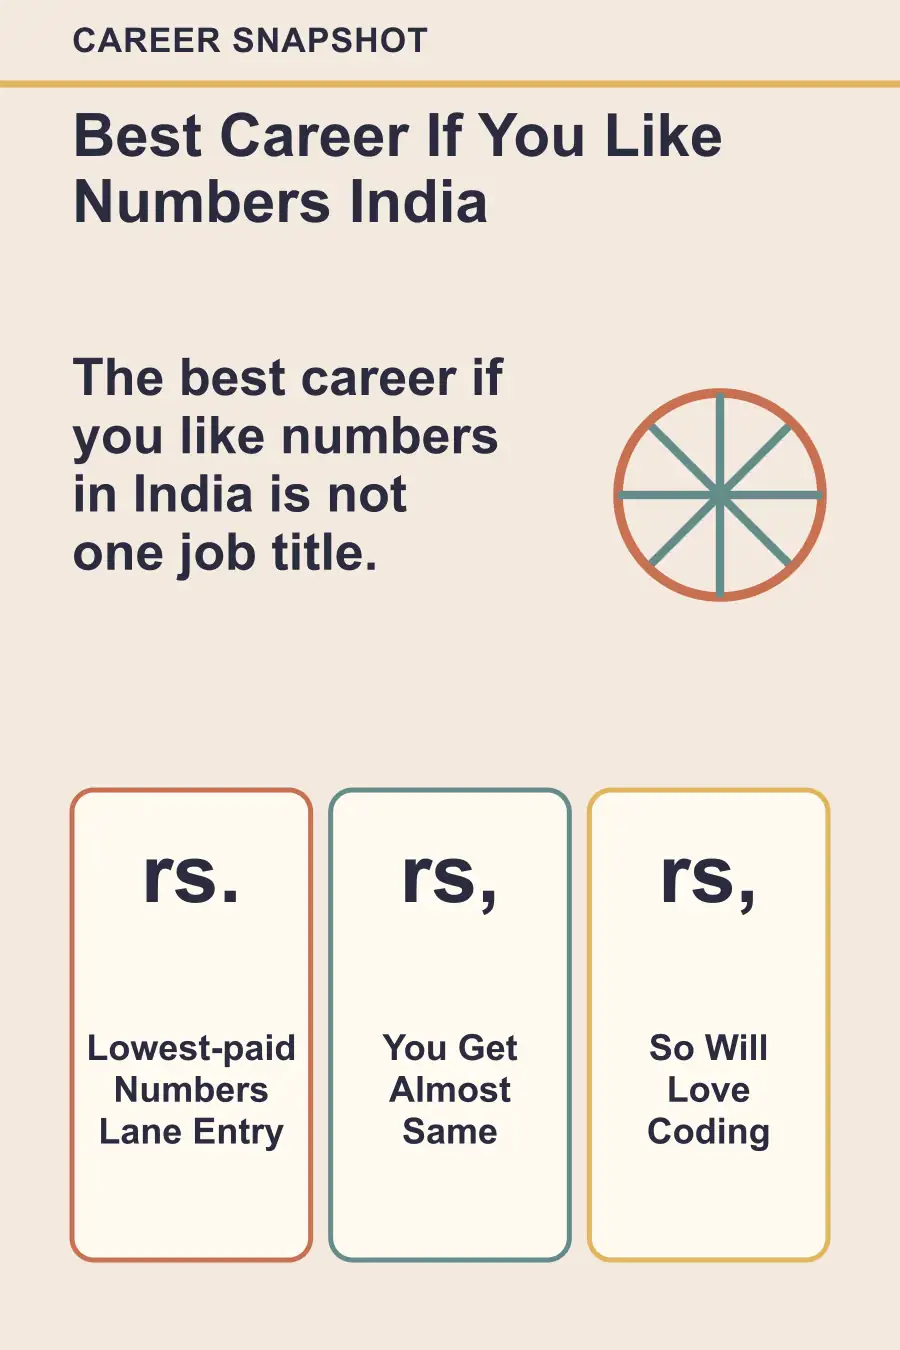 CAREER SNAPSHOT
Best Career If You Like
Numbers India
The best career if
you like numbers
in India is not
one job title.
rs.
Lowest-paid
Numbers
Lane Entry
rs,
You Get
Almost
Same
rs,
So Will
Love
Coding